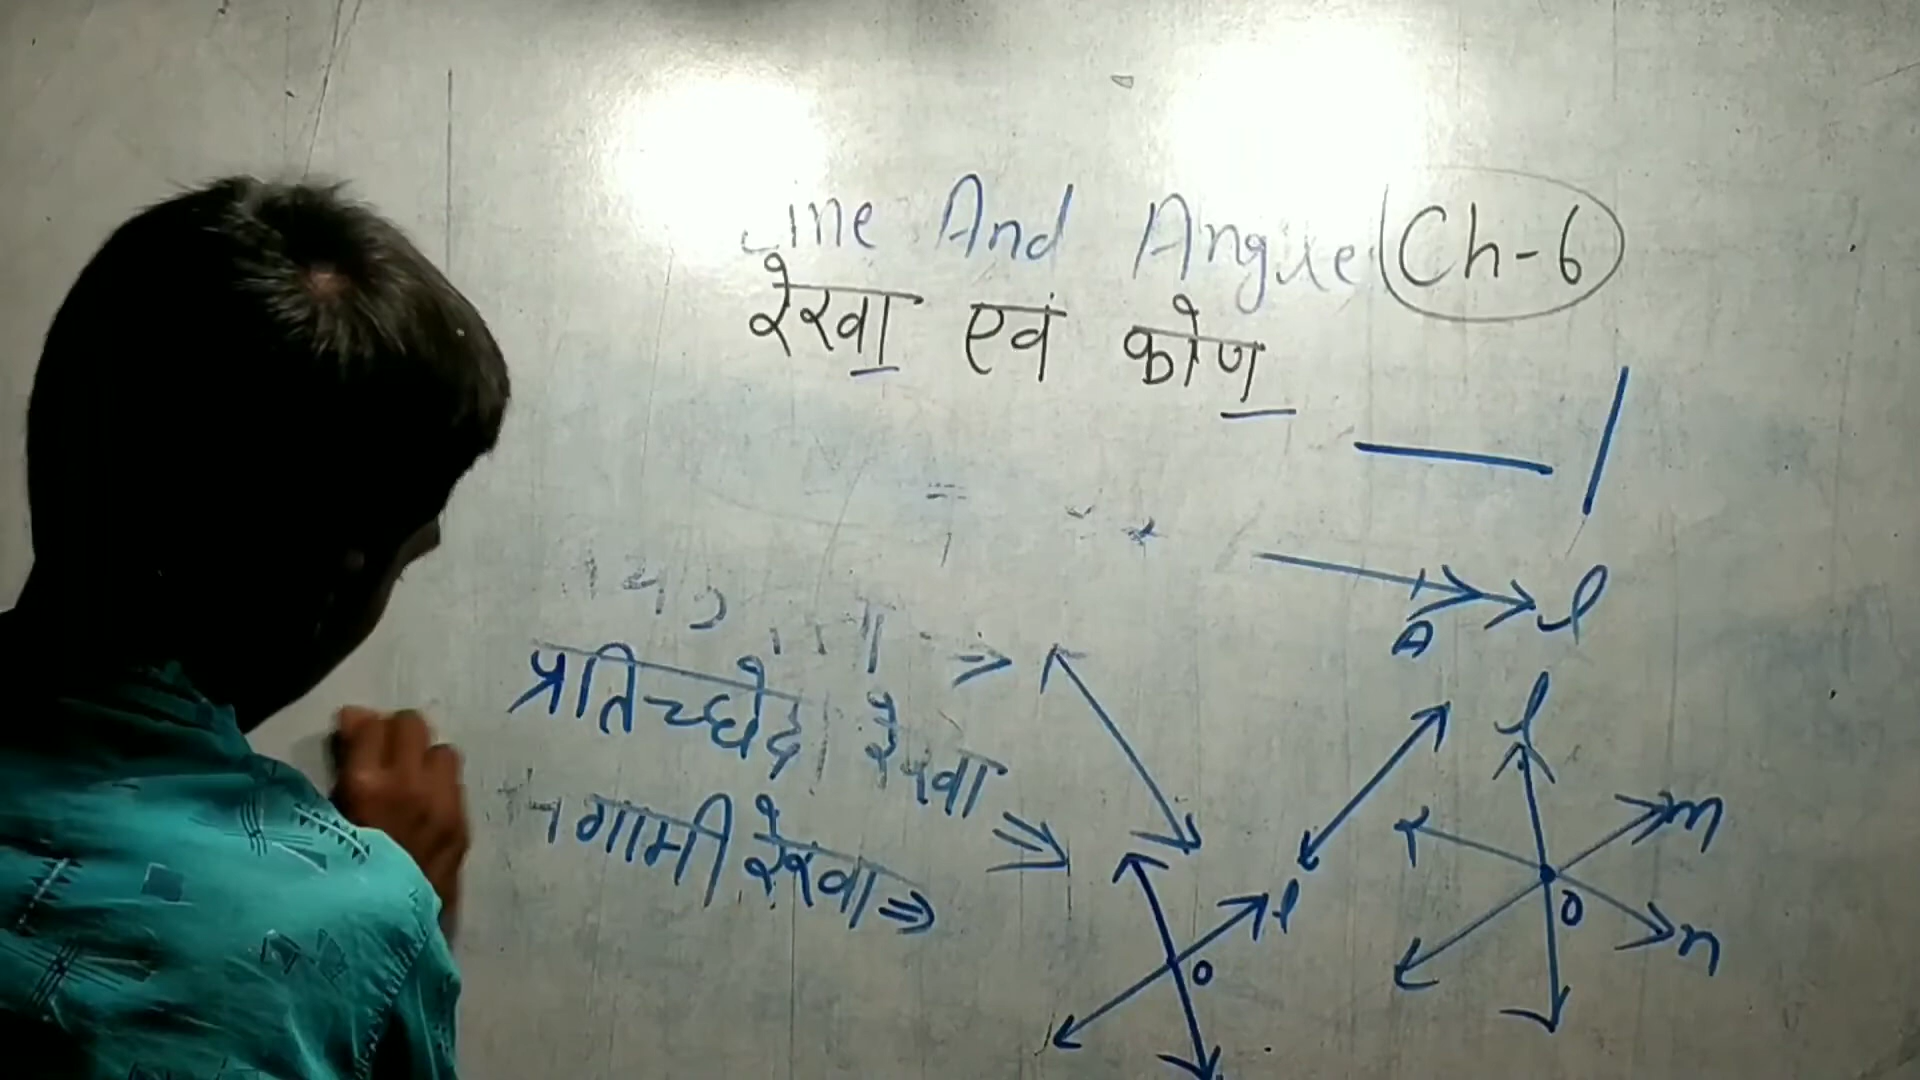 ine And Angle Ch-6
रेखा एवं कोण
l
A
प्रतिच्छेदी रेखा
गामी रेखा
l
m
O
n
l
O